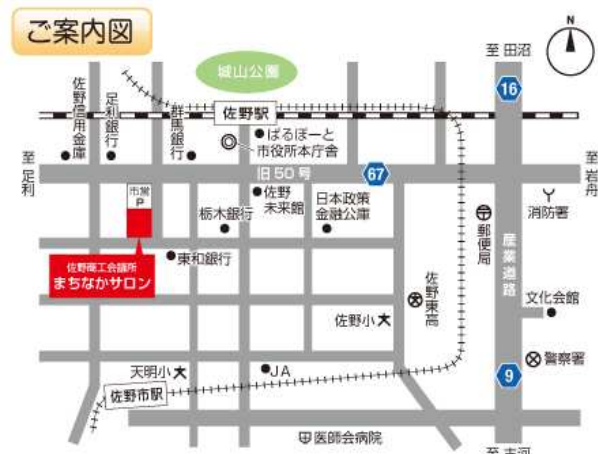 ご案内図
N
至 田沼
16
城山公園
佐野駅
佐野信用金庫
足利銀行
群馬銀行
ぱるぽーと
市役所本庁舎
至 足利
旧50号
67
至 岩舟
市営
P
佐野
未来館
日本政策
金融公庫
栃木銀行
郵便局
消防署
産業道路
佐野商工会議所
まちなかサロン
東和銀行
佐野東高
文化会館
佐野小
大
天明小
大
JA
警察署
9
佐野市駅
医師会病院